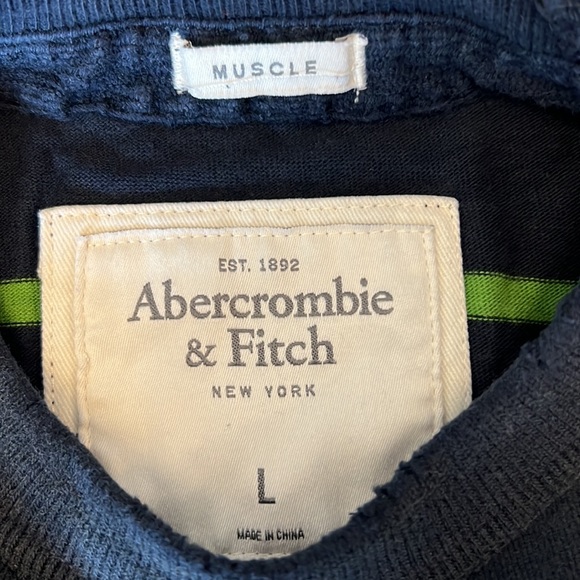 MUSCLE
EST. 1892
Abercrombie
& Fitch
NEW YORK
L
MADE IN CHINA